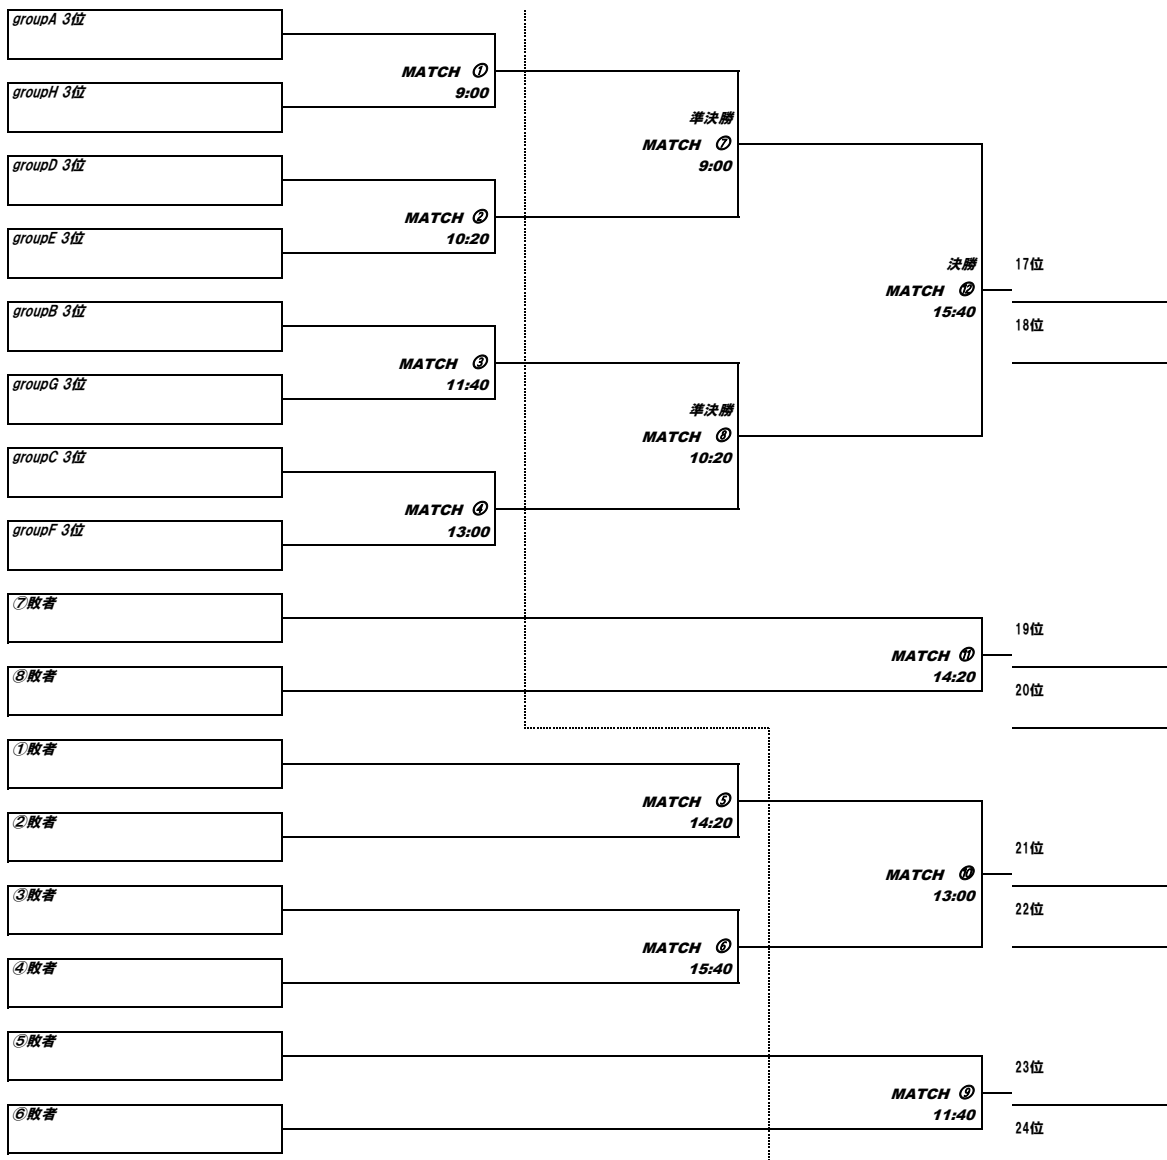 groupA 3位
MATCH ①
9:00
groupH 3位
準決勝
MATCH ⑦
9:00
groupD 3位
MATCH ②
10:20
groupE 3位
決勝
MATCH ⑫
15:40
17位
18位
groupB 3位
MATCH ③
11:40
groupG 3位
準決勝
MATCH ⑧
10:20
groupC 3位
MATCH ④
13:00
groupF 3位
⑦敗者
MATCH ⑪
14:20
19位
⑧敗者
20位
①敗者
MATCH ⑤
14:20
②敗者
21位
MATCH ⑩
13:00
③敗者
22位
MATCH ⑥
15:40
④敗者
⑤敗者
23位
MATCH ⑨
11:40
⑥敗者
24位